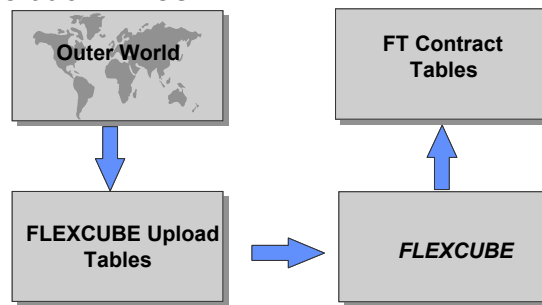 Outer World
FT Contract
Tables
FLEXCUBE Upload
Tables
FLEXCUBE